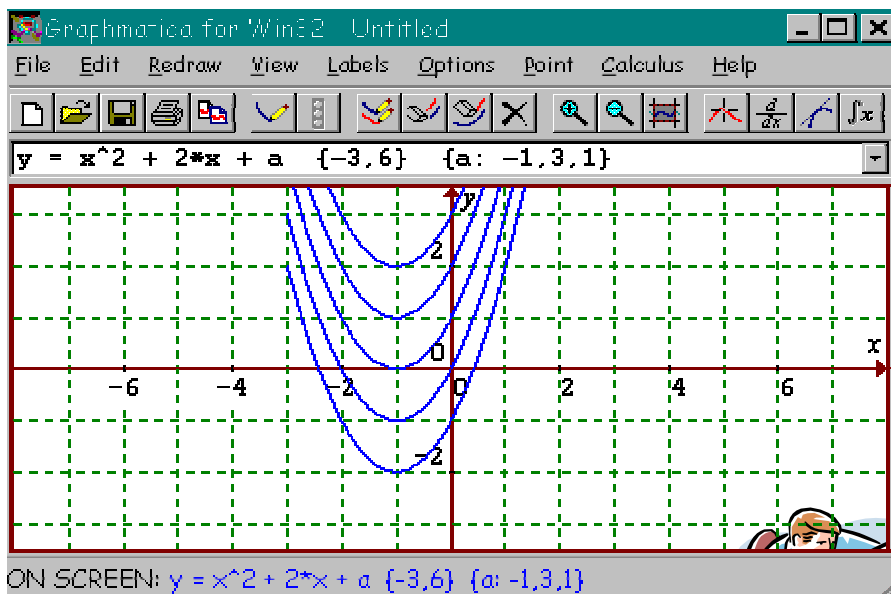 Graphmatica for Win32 - Untitled
File Edit Redraw View Labels Options Point Calculus Help
d/dx ∫x
y = x^2 + 2*x + a {-3,6} {a: -1,3,1}
y
2
0 x
-6 -4 -2 0 2 4 6
-2
ON SCREEN: y = x^2 + 2*x + a {-3,6} {a: -1,3,1}